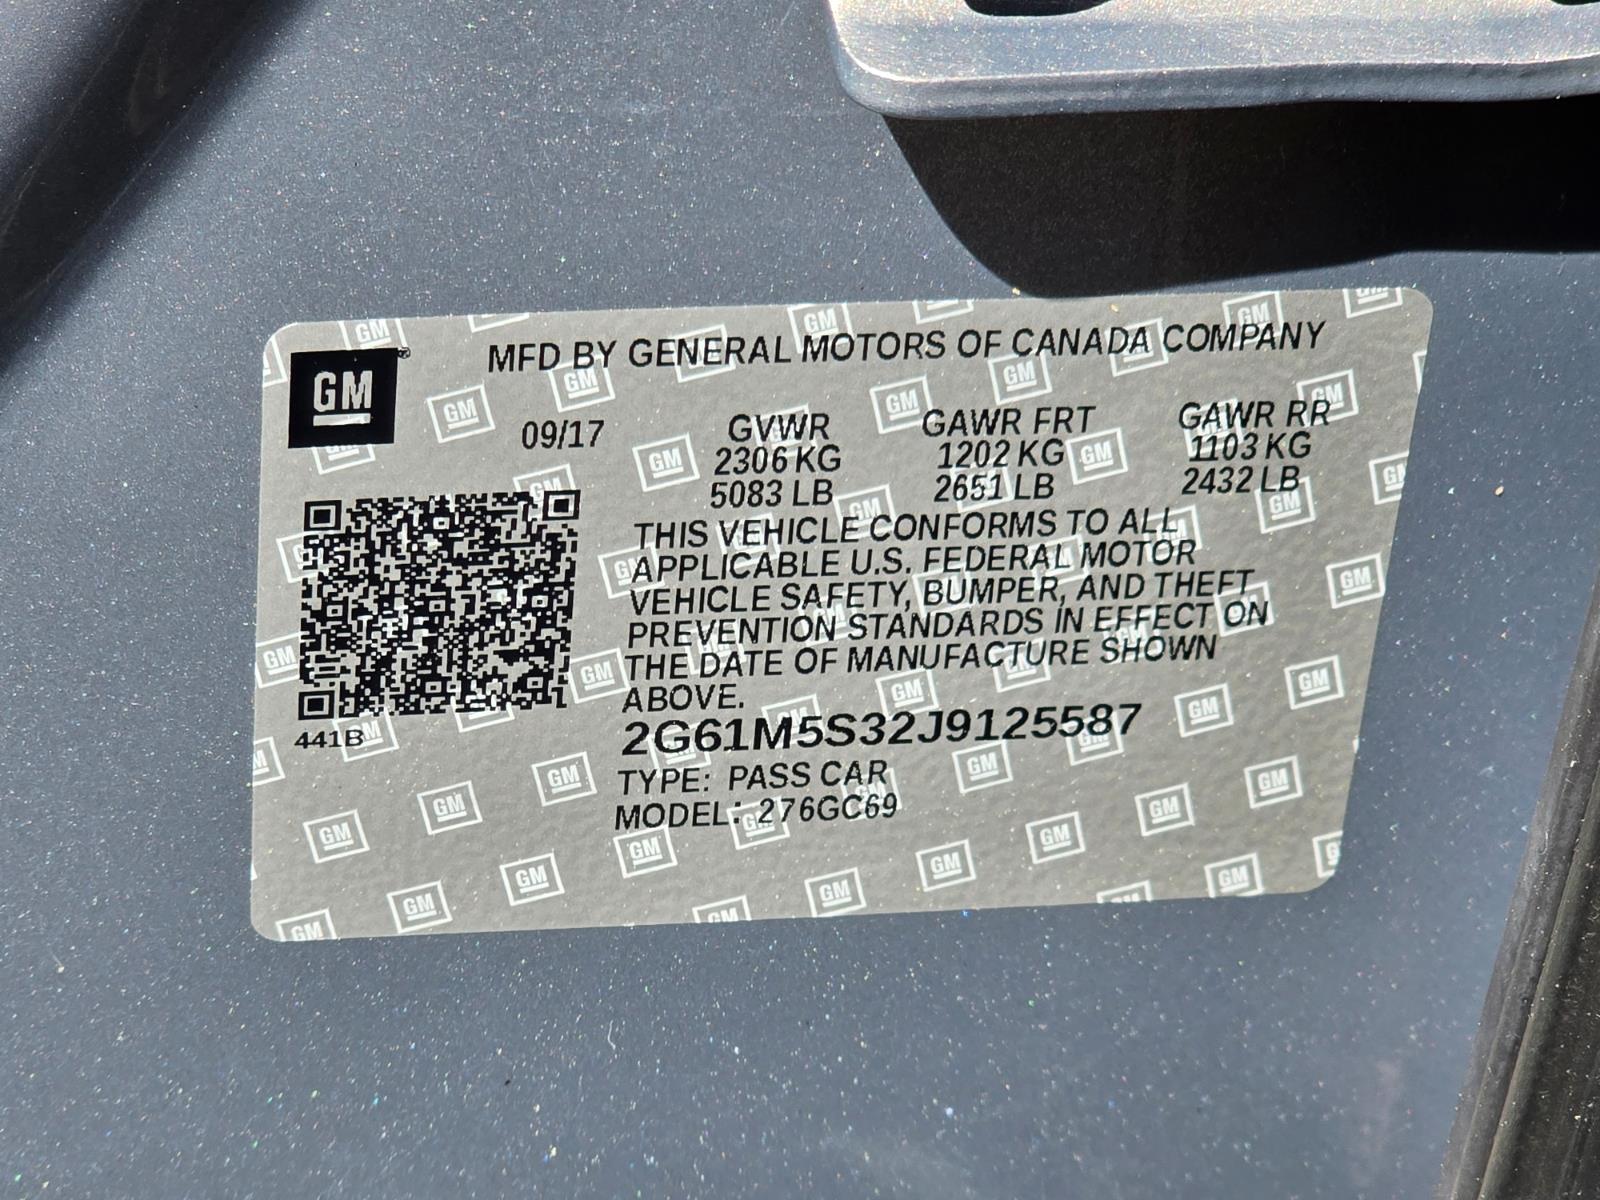 MFD BY GENERAL MOTORS OF CANADA COMPANY
GM®
09/17
GVWR GAWR FRT GAWR RR
2306 KG 1202 KG 1103 KG
5083 LB 2651 LB 2432 LB
THIS VEHICLE CONFORMS TO ALL
APPLICABLE U.S. FEDERAL MOTOR
VEHICLE SAFETY, BUMPER, AND THEFT
PREVENTION STANDARDS IN EFFECT ON
THE DATE OF MANUFACTURE SHOWN
ABOVE.
441B
2G61M5S32J9125587
TYPE: PASS CAR
MODEL: 276GC69